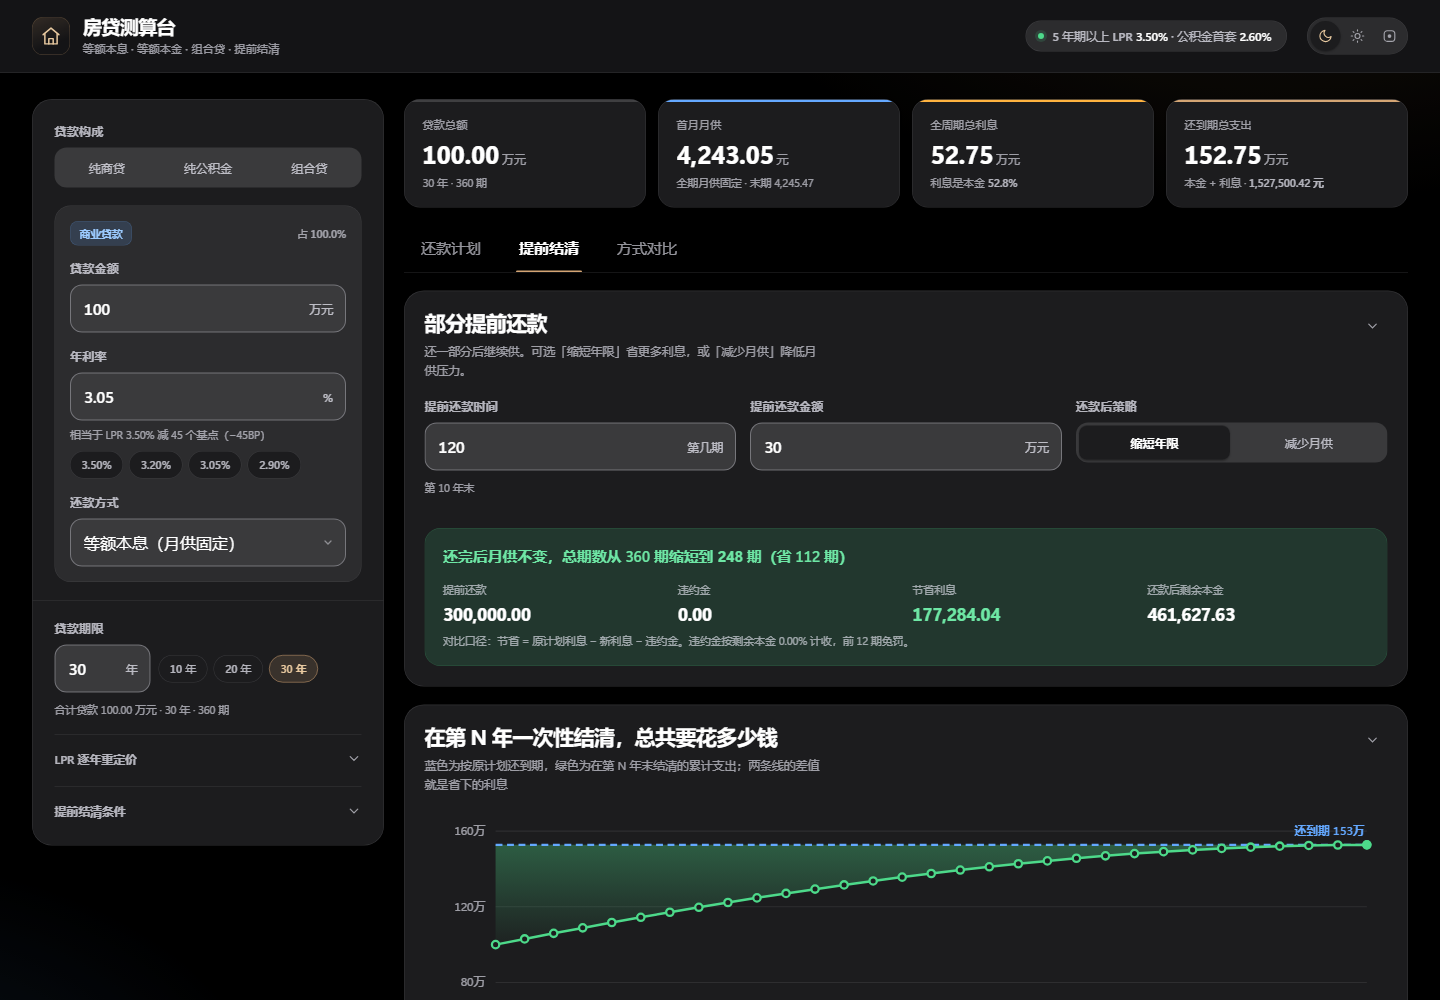 房贷测算台
等额本息 · 等额本金 · 组合贷 · 提前结清
5 年期以上 LPR 3.50% · 公积金首套 2.60%
贷款构成
纯商贷 纯公积金 组合贷
商业贷款 占 100.0%
贷款金额
100 万元
年利率
3.05 %
相当于 LPR 3.50% 减 45 个基点（−45BP）
3.50% 3.20% 3.05% 2.90%
还款方式
等额本息（月供固定）
贷款期限
30 年 10 年 20 年 30 年
合计贷款 100.00 万元 · 30 年 · 360 期
LPR 逐年重定价
提前结清条件
贷款总额
100.00 万元
30 年 · 360 期
首月月供
4,243.05 元
全期月供固定 · 末期 4,245.47
全周期总利息
52.75 万元
利息是本金 52.8%
还到期总支出
152.75 万元
本金 + 利息 · 1,527,500.42 元
还款计划 提前结清 方式对比
部分提前还款
还一部分后继续供。可选「缩短年限」省更多利息，或「减少月供」降低月
供压力。
提前还款时间 提前还款金额 还款后策略
120 第几期 30 万元 缩短年限 减少月供
第 10 年末
还完后月供不变，总期数从 360 期缩短到 248 期（省 112 期）
提前还款 违约金 节省利息 还款后剩余本金
300,000.00 0.00 177,284.04 461,627.63
对比口径：节省 = 原计划利息 − 新利息 − 违约金。违约金按剩余本金 0.00% 计收，前 12 期免罚。
在第 N 年一次性结清，总共要花多少钱
蓝色为按原计划还到期，绿色为在第 N 年末结清的累计支出；两条线的差值
就是省下的利息
160万
还到期 153万
120万
80万